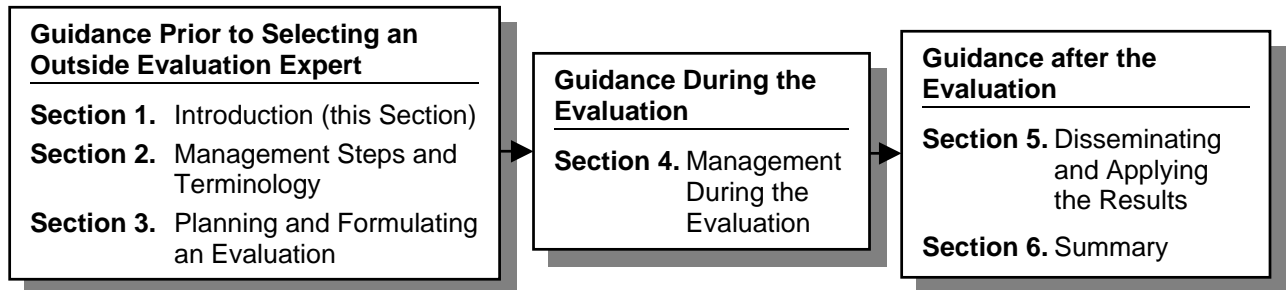 Guidance Prior to Selecting an
Outside Evaluation Expert
Section 1. Introduction (this Section)
Section 2. Management Steps and
Terminology
Section 3. Planning and Formulating
an Evaluation
Guidance During the
Evaluation
Section 4. Management
During the
Evaluation
Guidance after the
Evaluation
Section 5. Disseminating
and Applying
the Results
Section 6. Summary